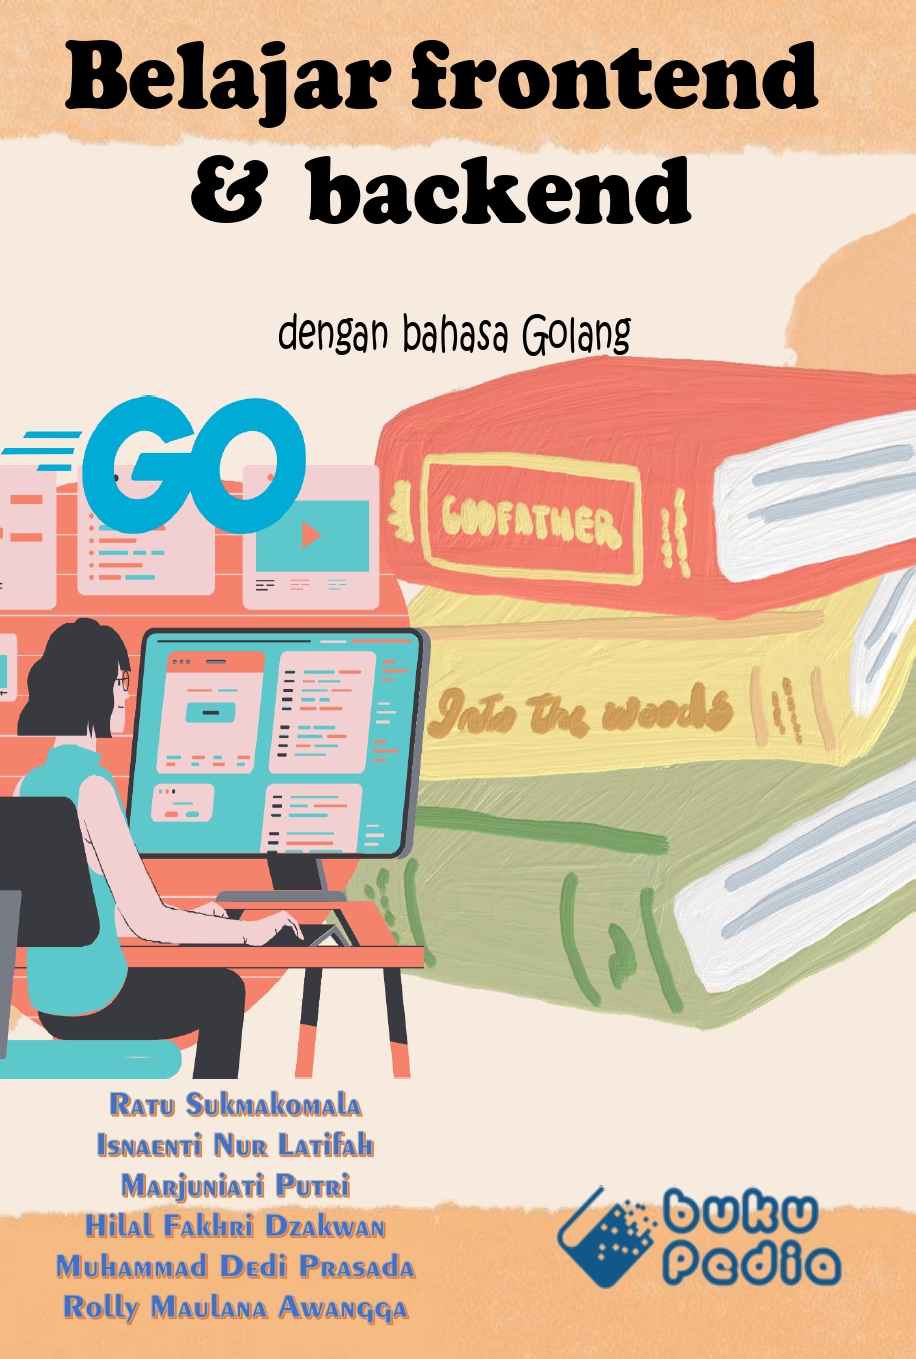 Belajar frontend
& backend
dengan bahasa Golang
GO
GODFATHER
Into the woods
Ratu Sukmakomala
Isnaenti Nur Latifah
Marjuniati Putri
Hilal Fakhri Dzakwan
Muhammad Dedi Prasada
Rolly Maulana Awangga
buku
Pedia